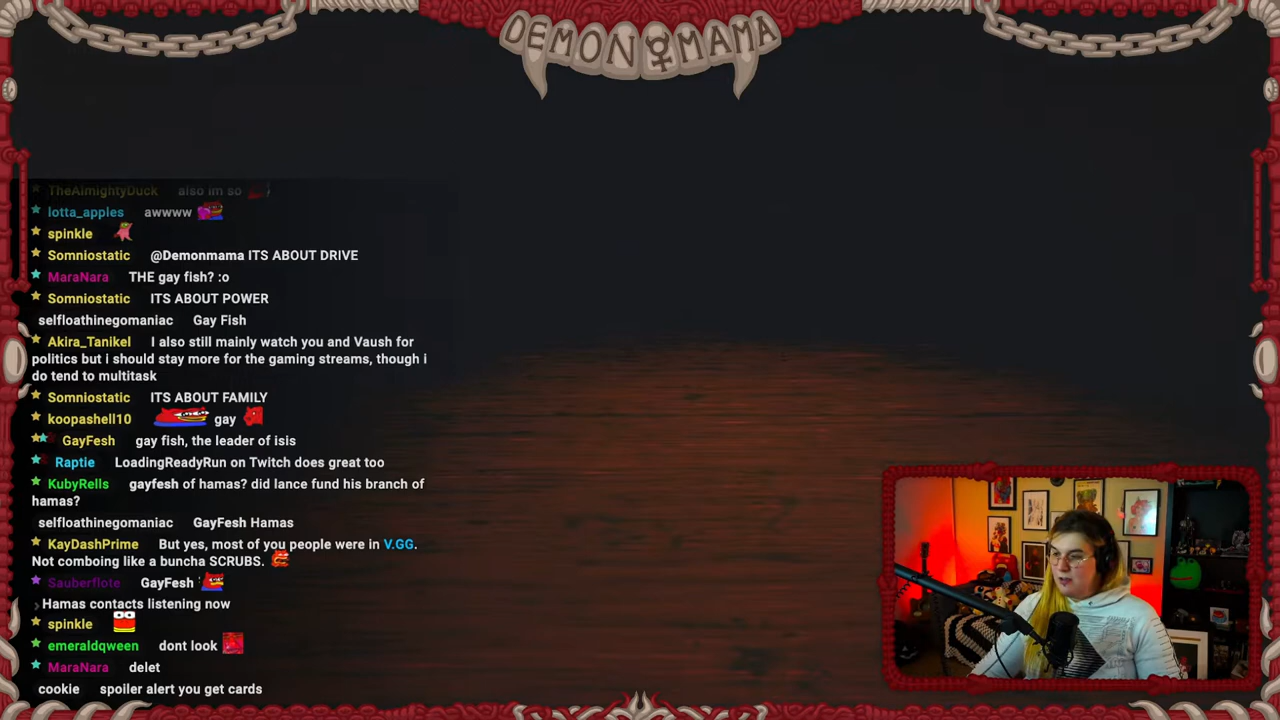 DEMON MAMA
TheAlmightyDuck also im so
lotta_apples awwww
spinkle
Somniostatic @Demonmama ITS ABOUT DRIVE
MaraNara THE gay fish? :o
Somniostatic ITS ABOUT POWER
selfloathinegomaniac Gay Fish
Akira_Tanikel I also still mainly watch you and Vaush for
politics but i should stay more for the gaming streams, though i
do tend to multitask
Somniostatic ITS ABOUT FAMILY
koopashell10 gay
GayFesh gay fish, the leader of isis
Raptie LoadingReadyRun on Twitch does great too
KubyRells gayfesh of hamas? did lance fund his branch of
hamas?
selfloathinegomaniac GayFesh Hamas
KayDashPrime But yes, most of you people were in V.GG.
Not comboing like a buncha SCRUBS.
Sauberflote GayFesh
Hamas contacts listening now
spinkle
emeraldqween dont look
MaraNara delet
cookie spoiler alert you get cards